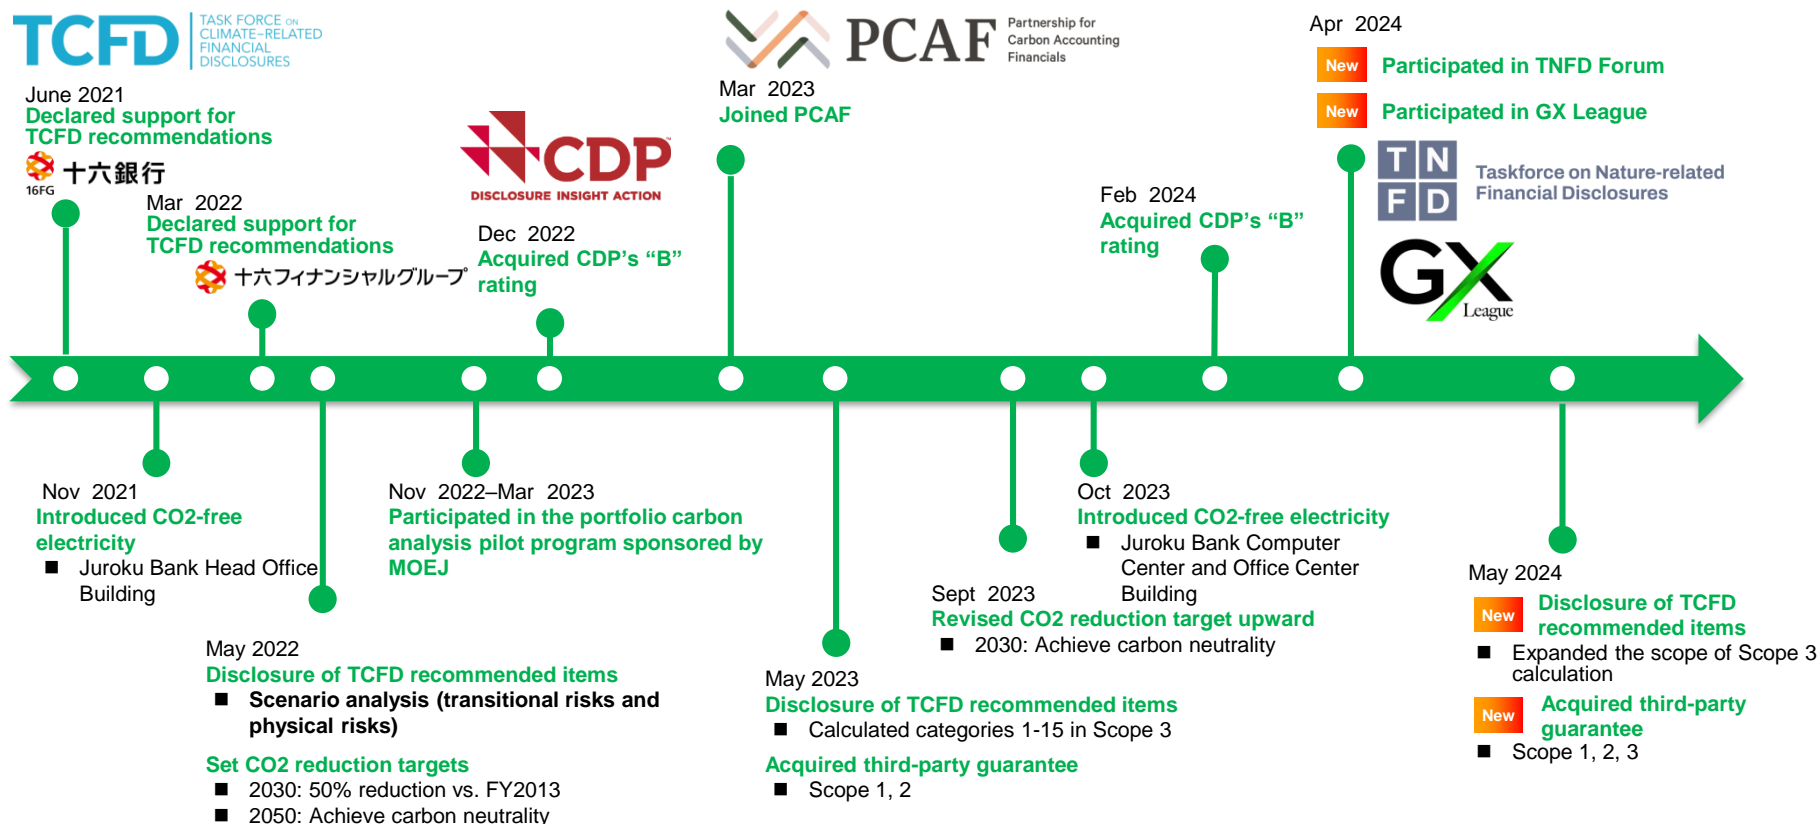 TCFD
TASK FORCE ON
CLIMATE-RELATED
FINANCIAL
DISCLOSURES
June 2021
Declared support for
TCFD recommendations
16FG
十六銀行
Mar 2022
Declared support for
TCFD recommendations
十六フィナンシャルグループ
CDP
DISCLOSURE INSIGHT ACTION
Dec 2022
Acquired CDP's “B”
rating
PCAF
Partnership for
Carbon Accounting
Financials
Mar 2023
Joined PCAF
Feb 2024
Acquired CDP's “B”
rating
Apr 2024
New
Participated in TNFD Forum
New
Participated in GX League
T N
F D
Taskforce on Nature-related
Financial Disclosures
GX
League
Nov 2021
Introduced CO2-free
electricity
■ Juroku Bank Head Office
Building
May 2022
Disclosure of TCFD recommended items
■ Scenario analysis (transitional risks and
physical risks)
Set CO2 reduction targets
■ 2030: 50% reduction vs. FY2013
■ 2050: Achieve carbon neutrality
Nov 2022–Mar 2023
Participated in the portfolio carbon
analysis pilot program sponsored by
MOEJ
May 2023
Disclosure of TCFD recommended items
■ Calculated categories 1-15 in Scope 3
Acquired third-party guarantee
■ Scope 1, 2
Sept 2023
Revised CO2 reduction target upward
■ 2030: Achieve carbon neutrality
Oct 2023
Introduced CO2-free electricity
■ Juroku Bank Computer
Center and Office Center
Building
May 2024
New
Disclosure of TCFD
recommended items
■ Expanded the scope of Scope 3
calculation
New
Acquired third-party
guarantee
■ Scope 1, 2, 3